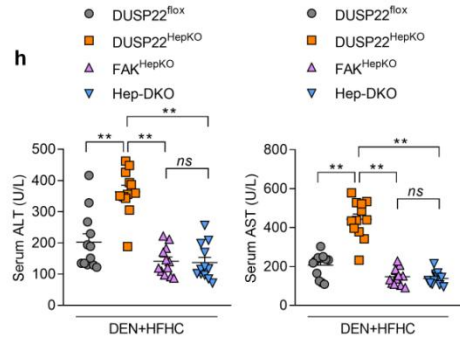 h
DUSP22flox
DUSP22HepKO
FAKHepKO
Hep-DKO
**
** **
ns
500
400
300
200
100
0
Serum ALT (U/L)
DEN+HFHC
DUSP22flox
DUSP22HepKO
FAKHepKO
Hep-DKO
**
** **
ns
800
600
400
200
0
Serum AST (U/L)
DEN+HFHC